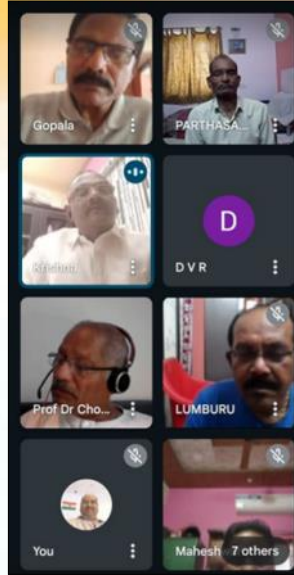 Gopala
PARTHASA...
Krishna
D
D V R
Prof Dr Cho...
LUMBURU
You
Mahesh
7 others